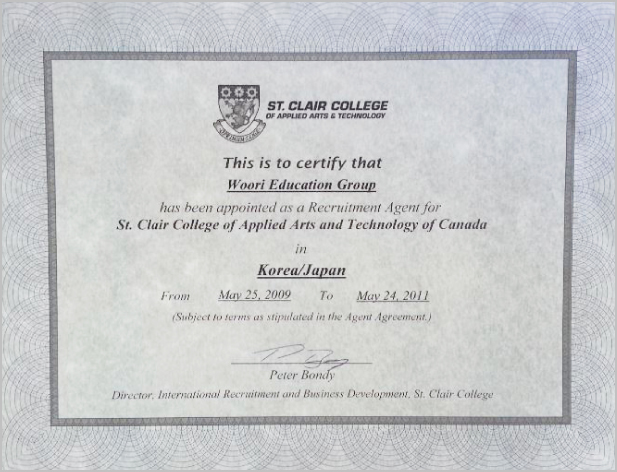 ST. CLAIR COLLEGE
OF APPLIED ARTS & TECHNOLOGY
This is to certify that
Woori Education Group
has been appointed as a Recruitment Agent for
St. Clair College of Applied Arts and Technology of Canada
in
Korea/Japan
From May 25, 2009 To May 24, 2011
(Subject to terms as stipulated in the Agent Agreement.)
Peter Bondy
Director, International Recruitment and Business Development, St. Clair College